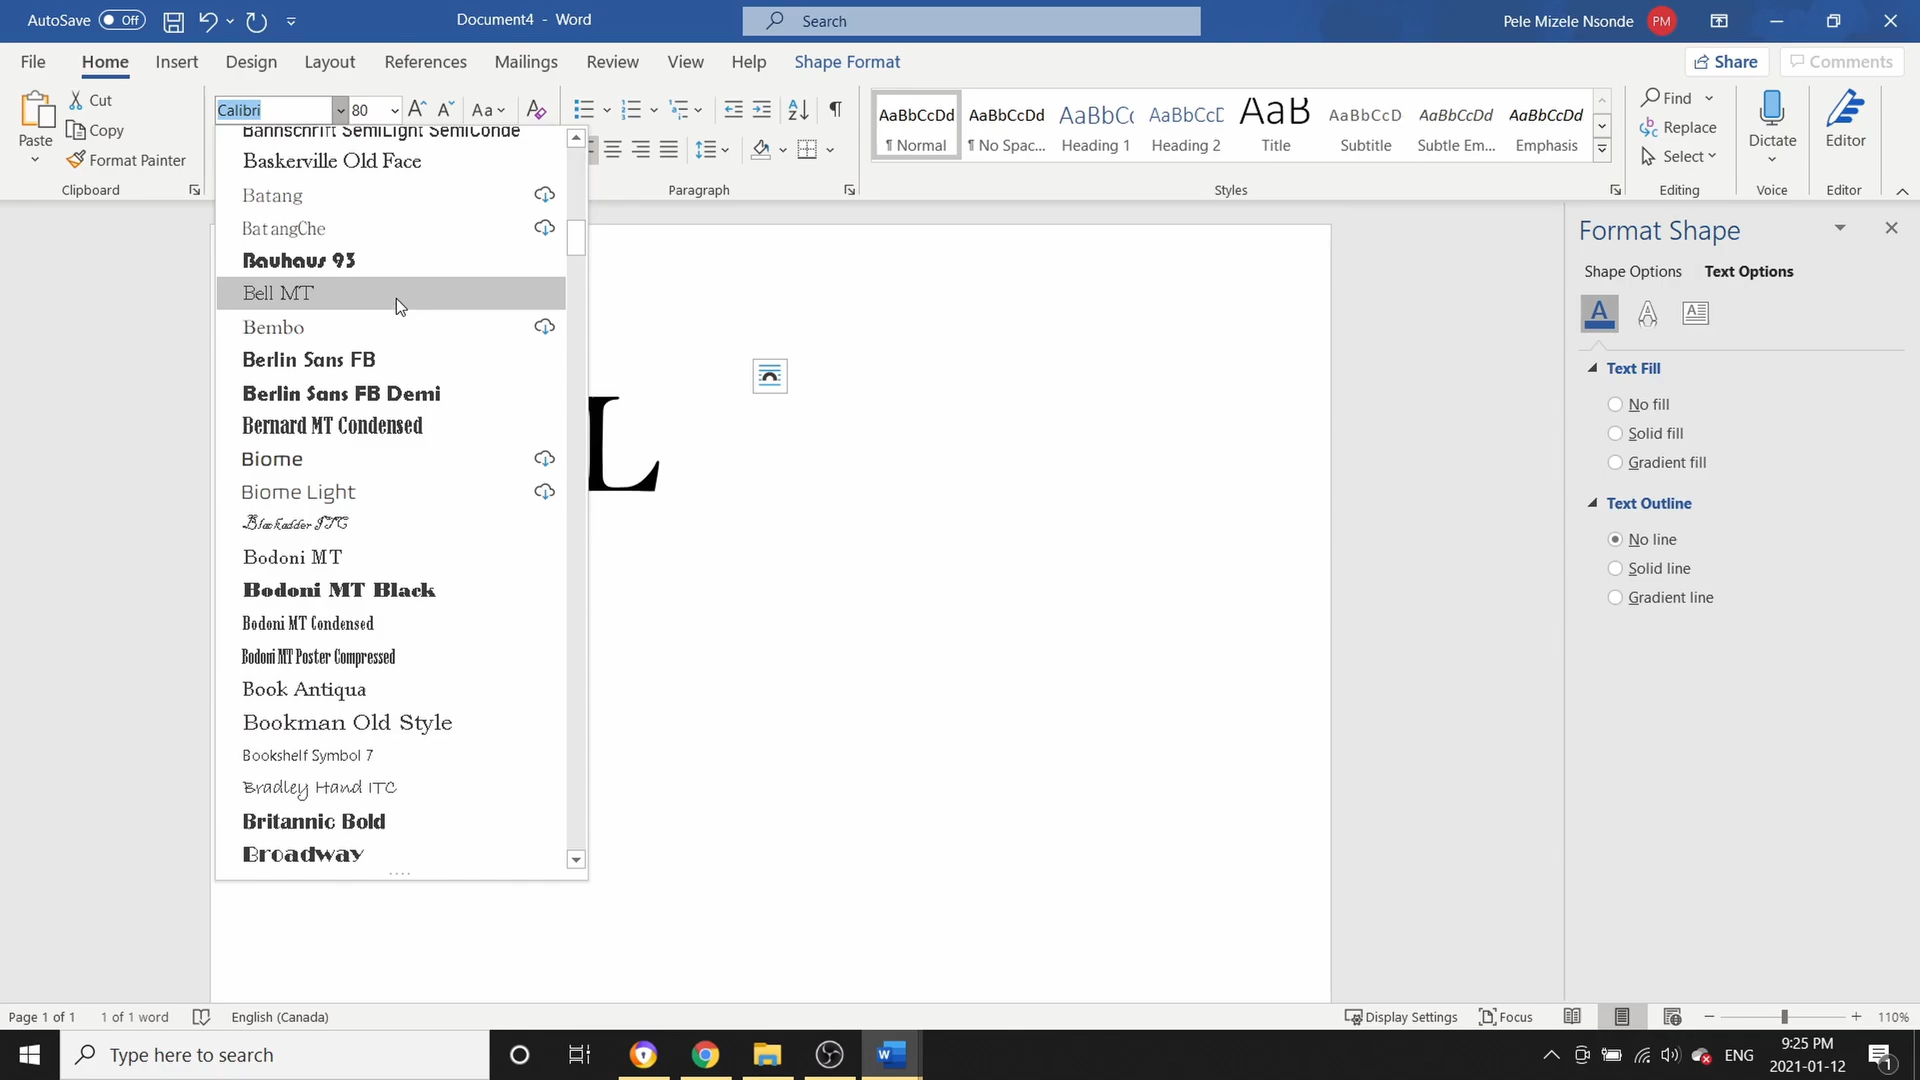 AutoSave Off
Document4 - Word
Search
Pele Mizele Nsonde PM
File Home Insert Design Layout References Mailings Review View Help Shape Format
Share Comments
Paste
Cut
Copy
Format Painter
Clipboard
Calibri 80 Aa
Paragraph
AaBbCcDd
¶ Normal
AaBbCcDd
¶ No Spac...
AaBbCc
Heading 1
AaBbCcD
Heading 2
AaB
Title
AaBbCcD
Subtitle
AaBbCcDd
Subtle Em...
AaBbCcDd
Emphasis
Styles
Find
Replace
Select
Editing
Dictate
Voice
Editor
Editor
Bahnschrift SemiLight SemiConde
Baskerville Old Face
Batang
BatangChe
Bauhaus 93
Bell MT
Bembo
Berlin Sans FB
Berlin Sans FB Demi
Bernard MT Condensed
Biome
Biome Light
Blackadder ITC
Bodoni MT
Bodoni MT Black
Bodoni MT Condensed
Bodoni MT Poster Compressed
Book Antiqua
Bookman Old Style
Bookshelf Symbol 7
Bradley Hand ITC
Britannic Bold
Broadway
L
Format Shape
Shape Options Text Options
Text Fill
No fill
Solid fill
Gradient fill
Text Outline
No line
Solid line
Gradient line
Page 1 of 1 1 of 1 word English (Canada)
Display Settings Focus 110%
Type here to search
ENG
9:25 PM
2021-01-12
1